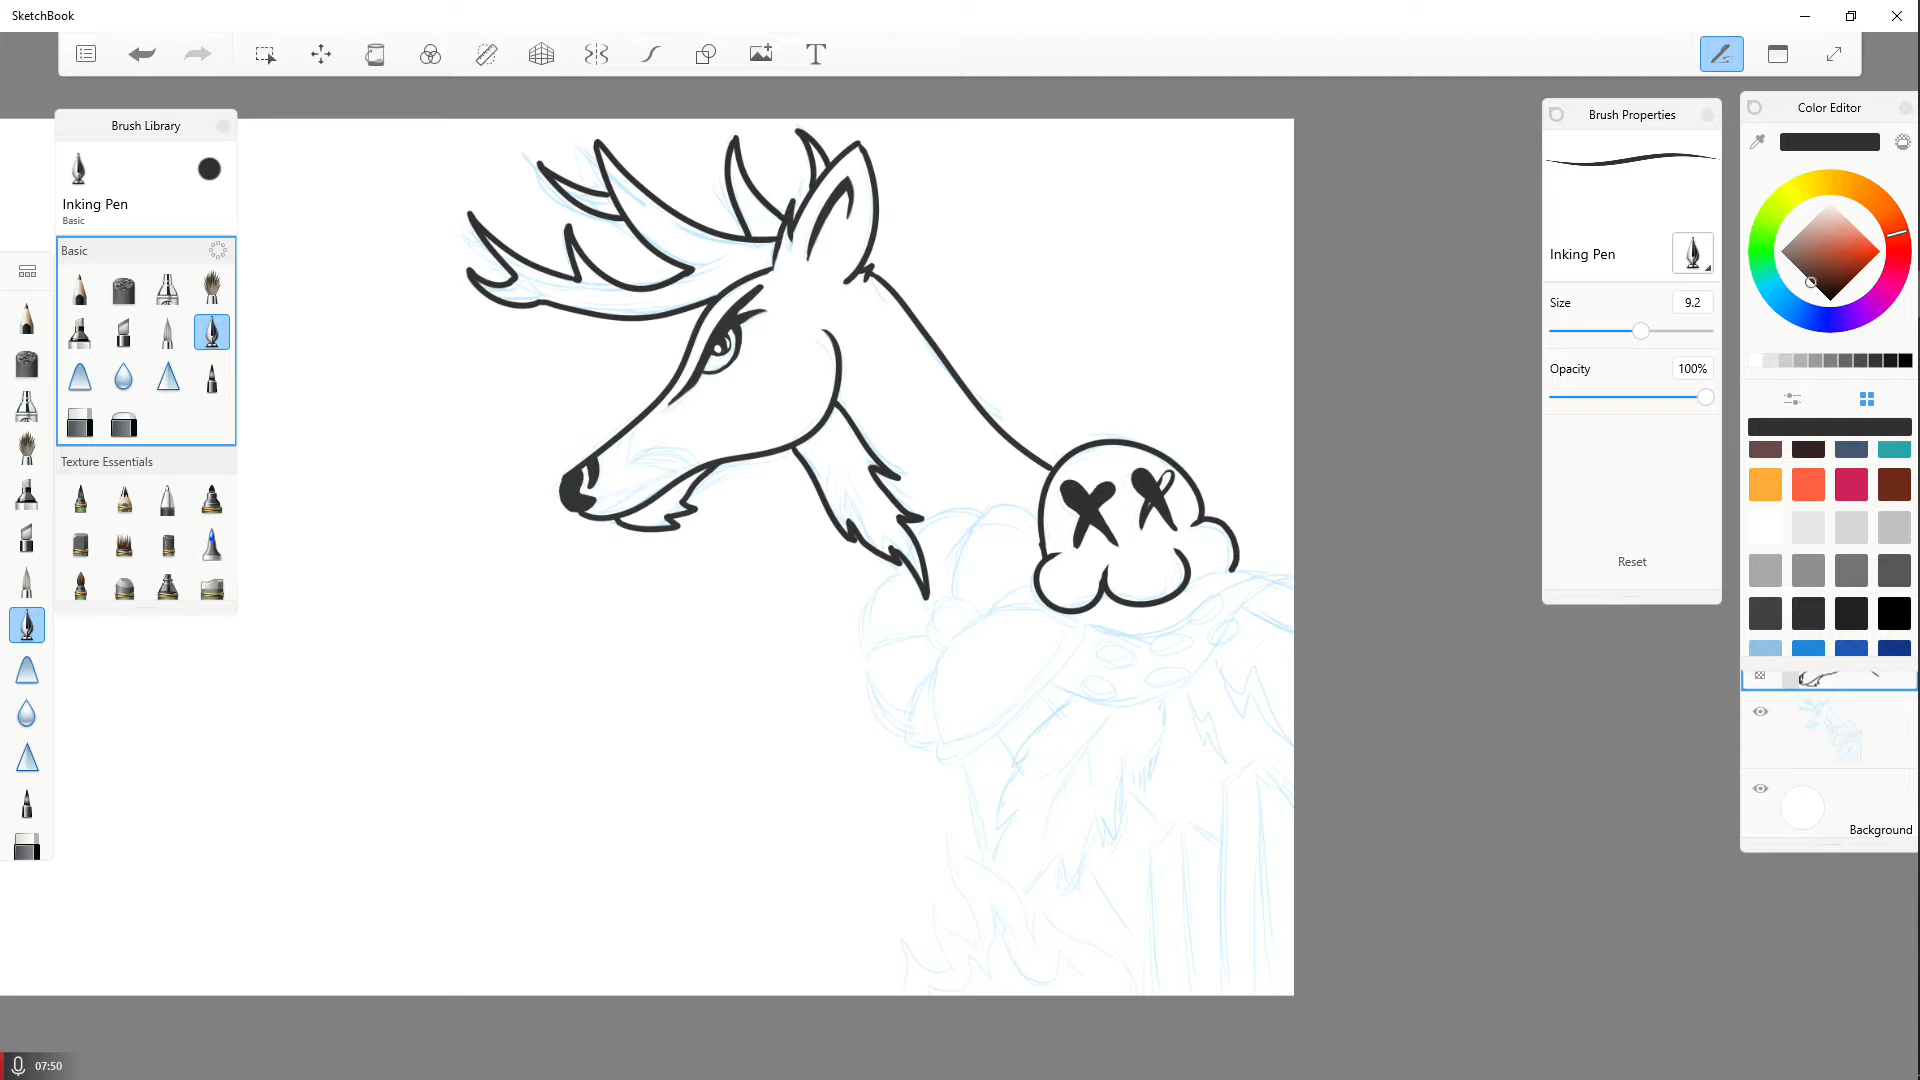 SketchBook
Brush Library
Inking Pen
Basic
Basic
Texture Essentials
Brush Properties
Inking Pen
Size
9.2
Opacity
100%
Reset
Color Editor
Background
07:50